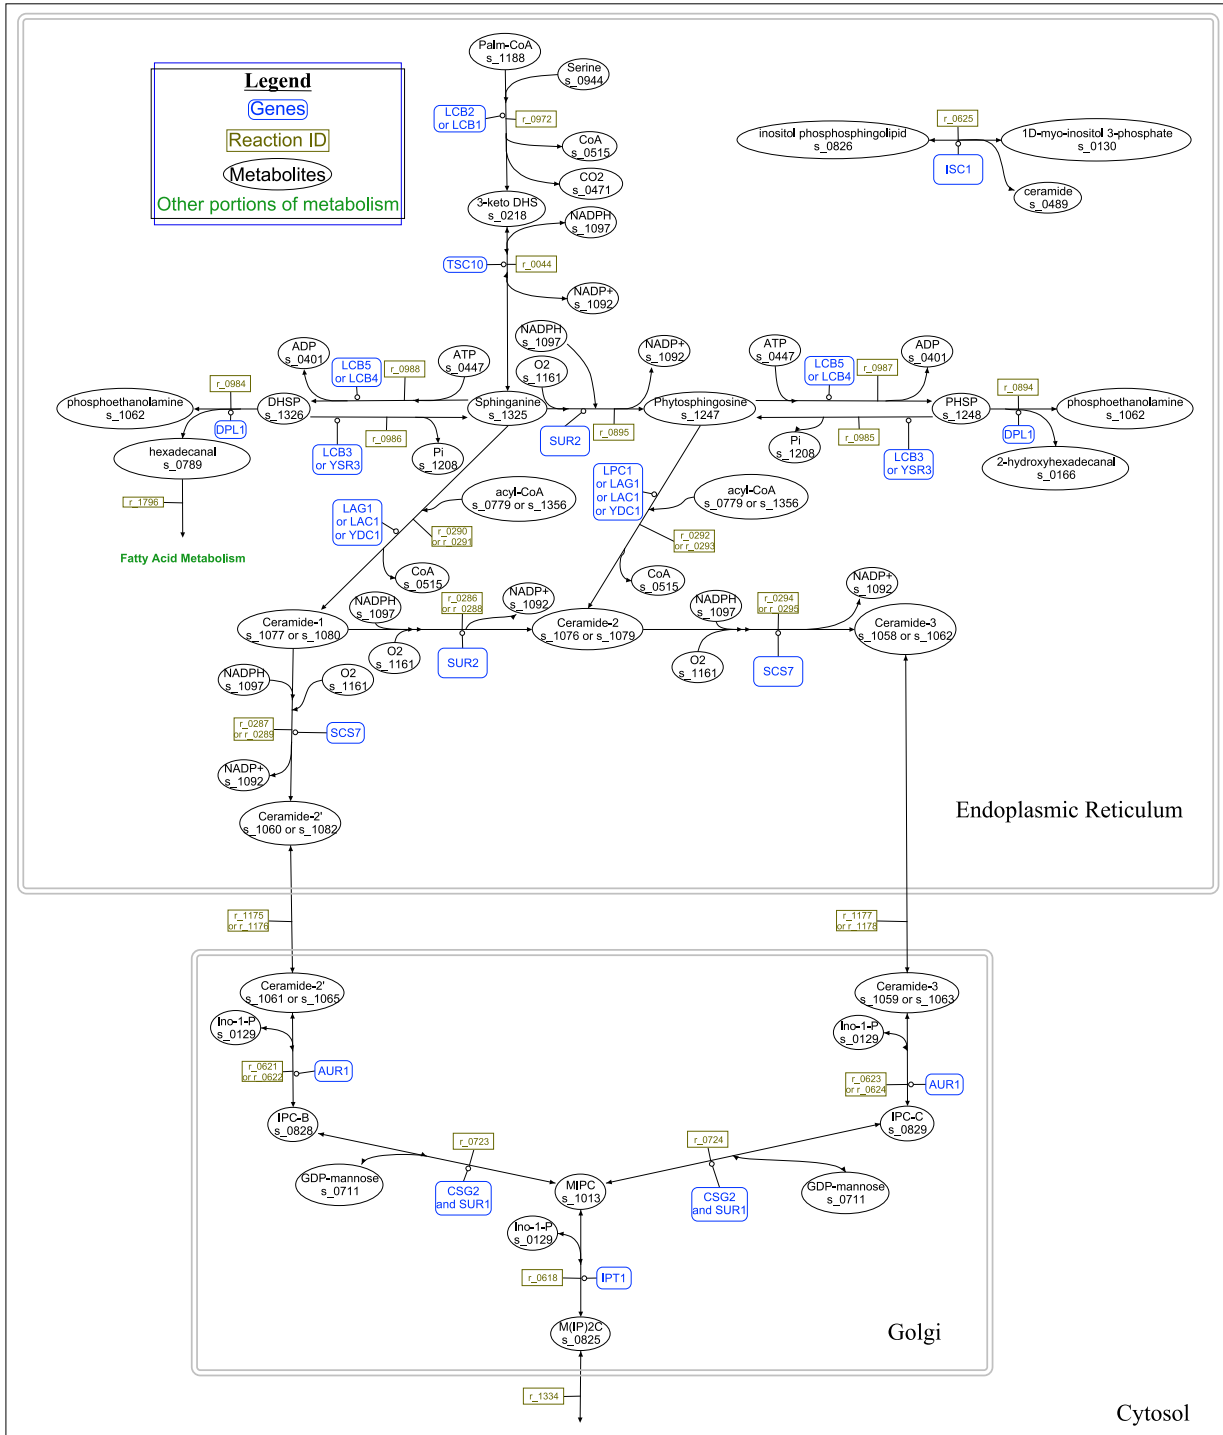 Palm-CoA
s_1188
Serine
s_0944
Legend
Genes
Reaction ID
Metabolites
Other portions of metabolism
LCB2
or LCB1
r_0972
CoA
s_0515
CO2
s_0471
3-keto DHS
s_0218
NADPH
s_1097
TSC10
r_0044
NADP+
s_1092
r_0625
inositol phosphosphingolipid
s_0826
1D-myo-inositol 3-phosphate
s_0130
ISC1
ceramide
s_0489
ADP
s_0401
LCB5
or LCB4
r_0988
ATP
s_0447
NADPH
s_1097
O2
s_1161
NADP+
s_1092
ATP
s_0447
LCB5
or LCB4
r_0987
ADP
s_0401
r_0984
r_0894
phosphoethanolamine
s_1062
DHSP
s_1326
Sphinganine
s_1325
Phytosphingosine
s_1247
PHSP
s_1248
phosphoethanolamine
s_1062
DPL1
r_0986
SUR2
r_0895
r_0985
DPL1
hexadecanal
s_0789
LCB3
or YSR3
Pi
s_1208
Pi
s_1208
LCB3
or YSR3
2-hydroxyhexadecanal
s_0166
r_1796
Fatty Acid Metabolism
LAG1
or LAC1
or YDC1
acyl-CoA
s_0779 or s_1356
r_0290
or r_0291
LPC1
or LAG1
or LAC1
or YDC1
acyl-CoA
s_0779 or s_1356
r_0292
or r_0293
CoA
s_0515
CoA
s_0515
NADPH
s_1097
r_0286
or r_0288
NADP+
s_1092
NADPH
s_1097
r_0294
or r_0295
NADP+
s_1092
Ceramide-1
s_1077 or s_1080
Ceramide-2
s_1076 or s_1079
Ceramide-3
s_1058 or s_1062
O2
s_1161
SUR2
O2
s_1161
SCS7
NADPH
s_1097
O2
s_1161
r_0287
or r_0289
SCS7
NADP+
s_1092
Ceramide-2'
s_1060 or s_1082
Endoplasmic Reticulum
r_1175
or r_1176
r_1177
or r_1178
Ceramide-2'
s_1061 or s_1065
Ceramide-3
s_1059 or s_1063
Ino-1-P
s_0129
Ino-1-P
s_0129
r_0621
or r_0622
AUR1
r_0623
or r_0624
AUR1
IPC-B
s_0828
IPC-C
s_0829
r_0723
r_0724
GDP-mannose
s_0711
CSG2
and SUR1
MIPC
s_1013
CSG2
and SUR1
GDP-mannose
s_0711
Ino-1-P
s_0129
r_0618
IPT1
M(IP)2C
s_0825
Golgi
r_1334
Cytosol